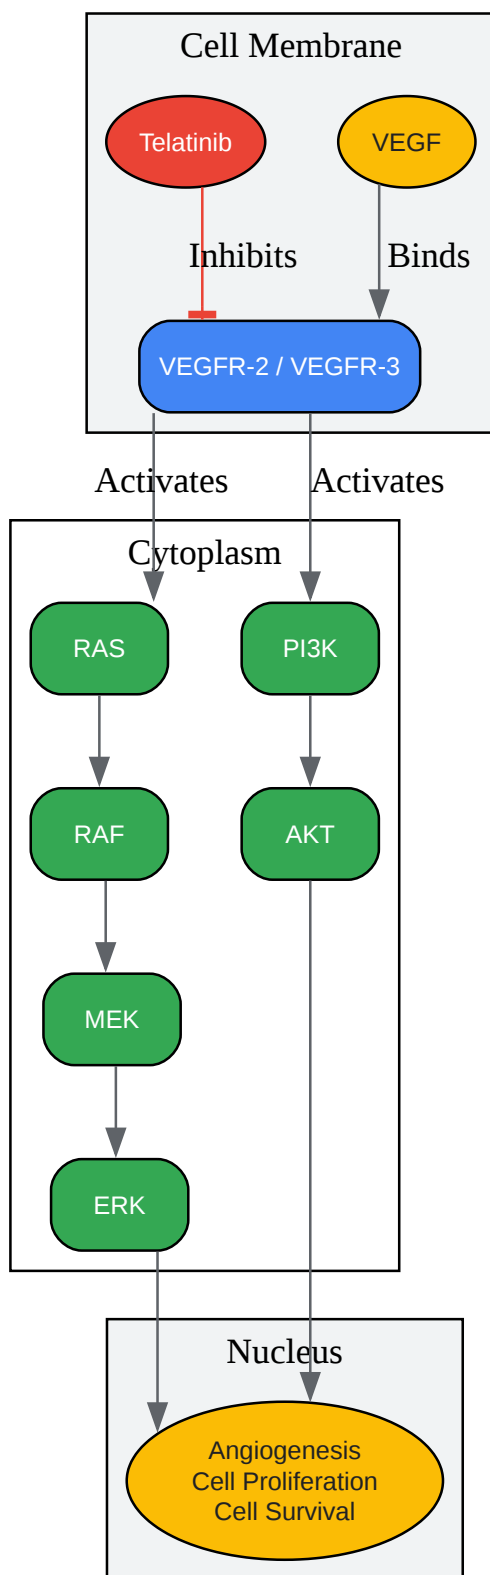 Cell Membrane
Telatinib
VEGF
Inhibits
Binds
VEGFR-2 / VEGFR-3
Activates
Activates
Cytoplasm
RAS
PI3K
RAF
AKT
MEK
ERK
Nucleus
Angiogenesis
Cell Proliferation
Cell Survival